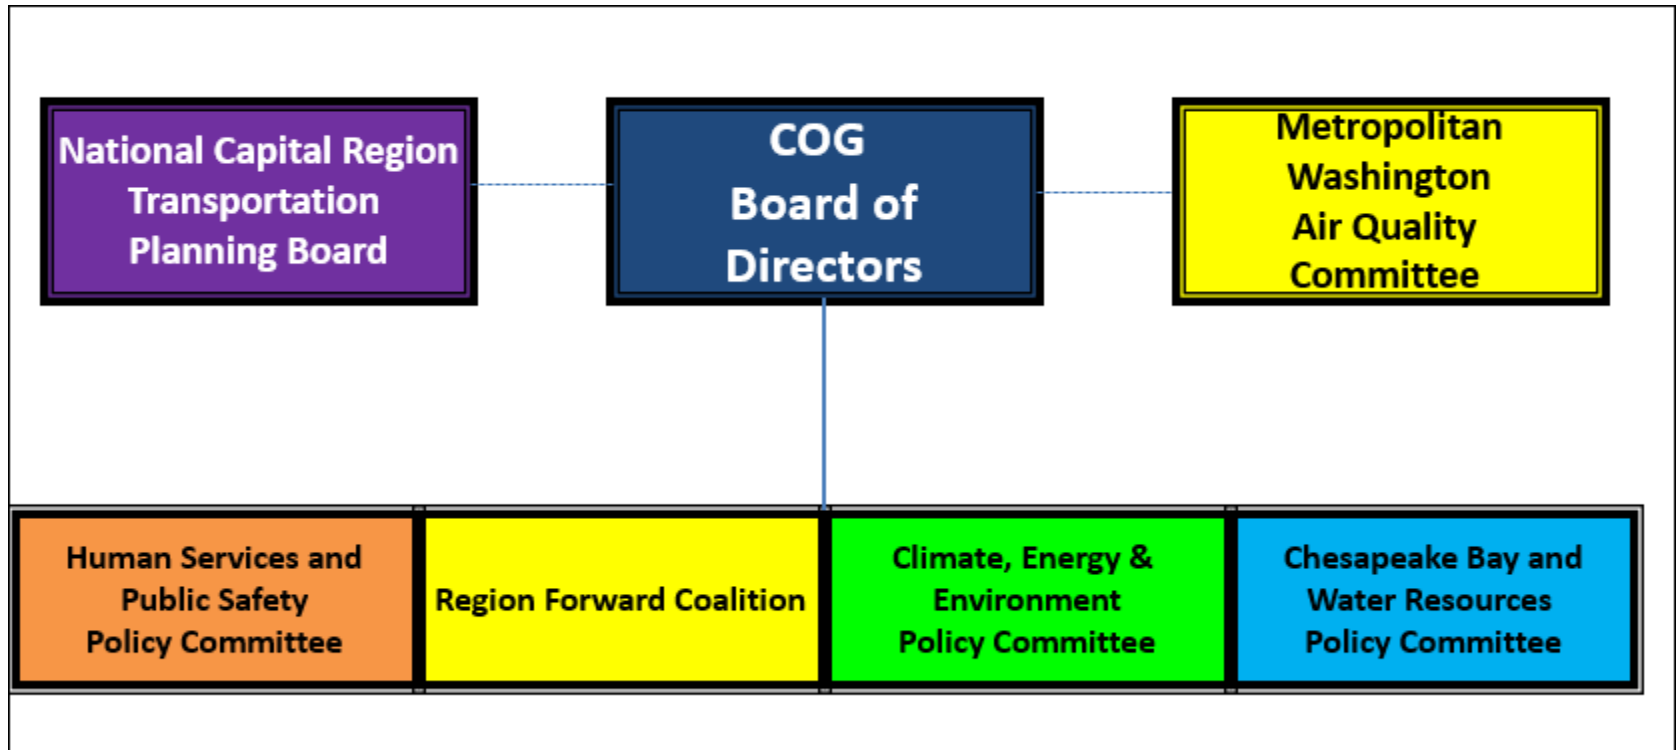 National Capital Region
Transportation
Planning Board
COG
Board of
Directors
Metropolitan
Washington
Air Quality
Committee
Human Services and
Public Safety
Policy Committee
Region Forward Coalition
Climate, Energy &
Environment
Policy Committee
Chesapeake Bay and
Water Resources
Policy Committee